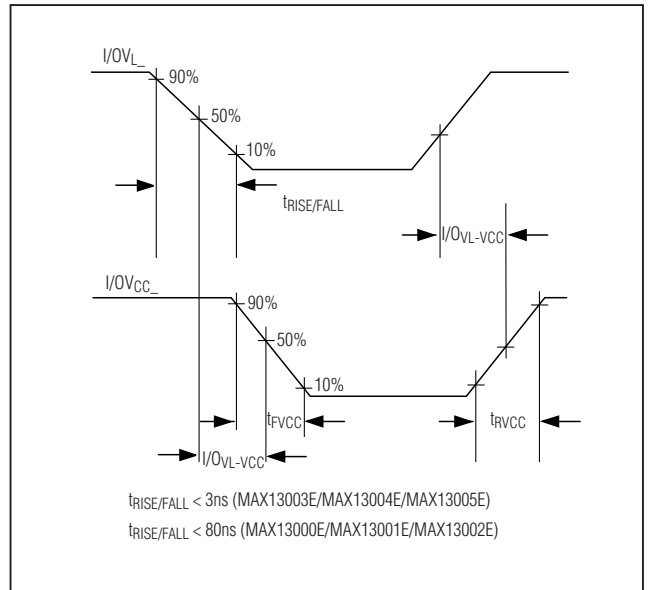 I/OVL_
90%
50%
10%
tRISE/FALL
I/OVL-VCC
I/OVCC_
90%
50%
10%
tFVCC
tRVCC
I/OVL-VCC
tRISE/FALL < 3ns (MAX13003E/MAX13004E/MAX13005E)
tRISE/FALL < 80ns (MAX13000E/MAX13001E/MAX13002E)